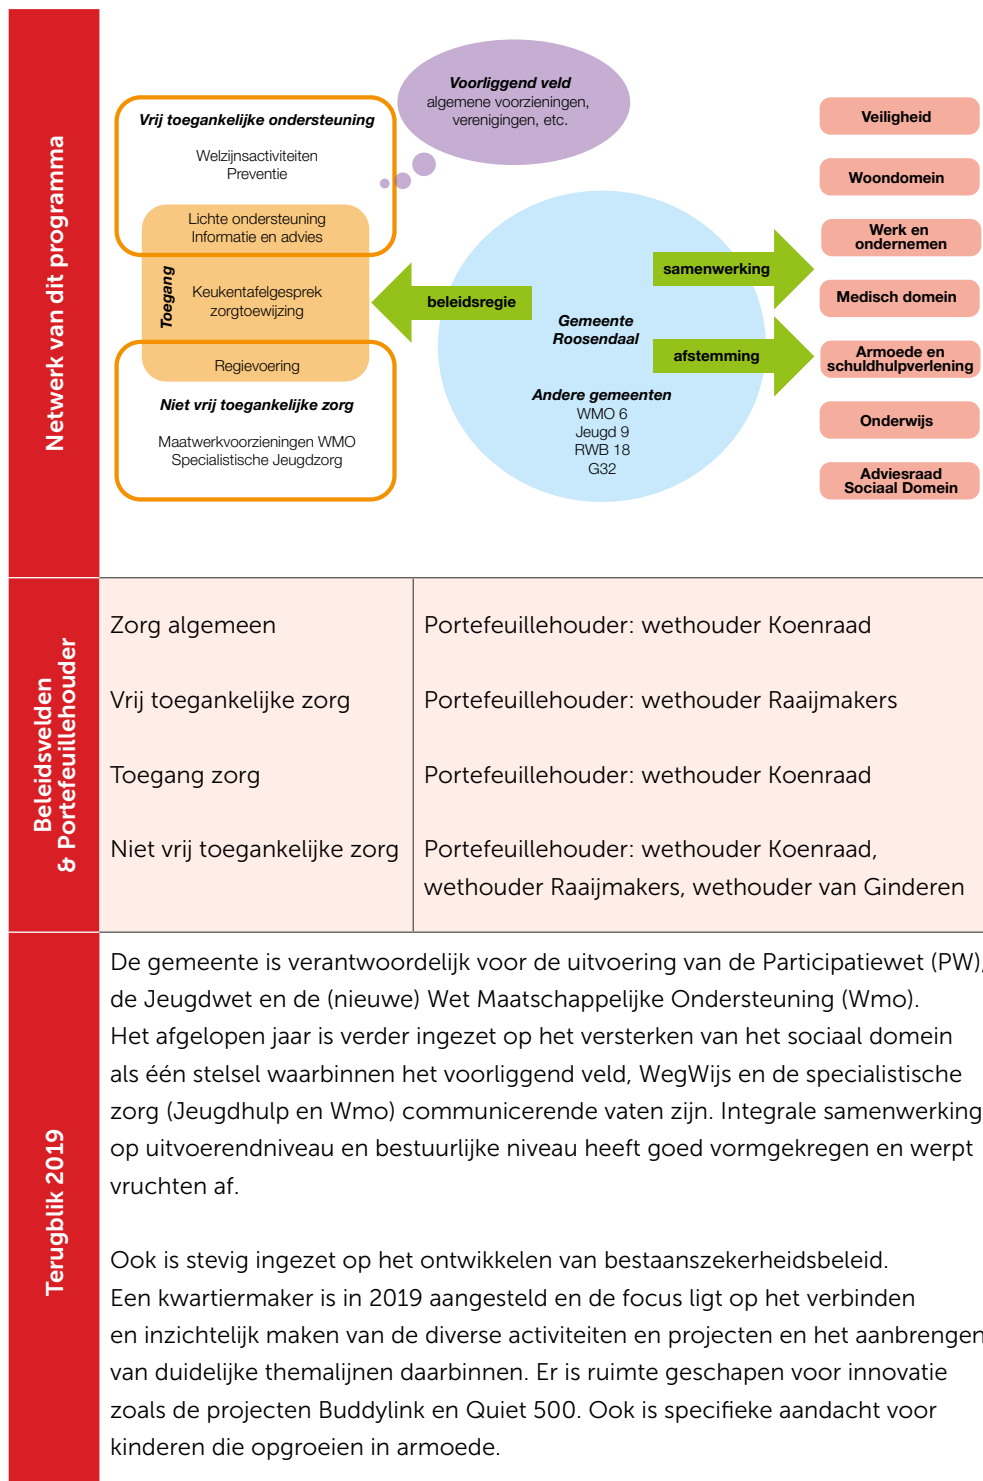 Netwerk van dit programma
Voorliggend veld
algemene voorzieningen,
verenigingen, etc.
Vrij toegankelijke ondersteuning
Welzijnsactiviteiten
Preventie
Lichte ondersteuning
Informatie en advies
Toegang
Keukentafelgesprek
zorgtoewijzing
Regievoering
Niet vrij toegankelijke zorg
Maatwerkvoorzieningen WMO
Specialistische Jeugdzorg
beleidsregie
Gemeente
Roosendaal
Andere gemeenten
WMO 6
Jeugd 9
RWB 18
G32
samenwerking
afstemming
Veiligheid
Woondomein
Werk en
ondernemen
Medisch domein
Armoede en
schuldhulpverlening
Onderwijs
Adviesraad
Sociaal Domein
Beleidsvelden
& Portefeuillehouder
Zorg algemeen
Portefeuillehouder: wethouder Koenraad
Vrij toegankelijke zorg
Portefeuillehouder: wethouder Raaijmakers
Toegang zorg
Portefeuillehouder: wethouder Koenraad
Niet vrij toegankelijke zorg
Portefeuillehouder: wethouder Koenraad,
wethouder Raaijmakers, wethouder van Ginderen
Terugblik 2019
De gemeente is verantwoordelijk voor de uitvoering van de Participatiewet (PW),
de Jeugdwet en de (nieuwe) Wet Maatschappelijke Ondersteuning (Wmo).
Het afgelopen jaar is verder ingezet op het versterken van het sociaal domein
als één stelsel waarbinnen het voorliggend veld, WegWijs en de specialistische
zorg (Jeugdhulp en Wmo) communicerende vaten zijn. Integrale samenwerking
op uitvoerendniveau en bestuurlijke niveau heeft goed vormgekregen en werpt
vruchten af.
Ook is stevig ingezet op het ontwikkelen van bestaanszekerheidsbeleid.
Een kwartiermaker is in 2019 aangesteld en de focus ligt op het verbinden
en inzichtelijk maken van de diverse activiteiten en projecten en het aanbrengen
van duidelijke themalijnen daarbinnen. Er is ruimte geschapen voor innovatie
zoals de projecten Buddylink en Quiet 500. Ook is specifieke aandacht voor
kinderen die opgroeien in armoede.